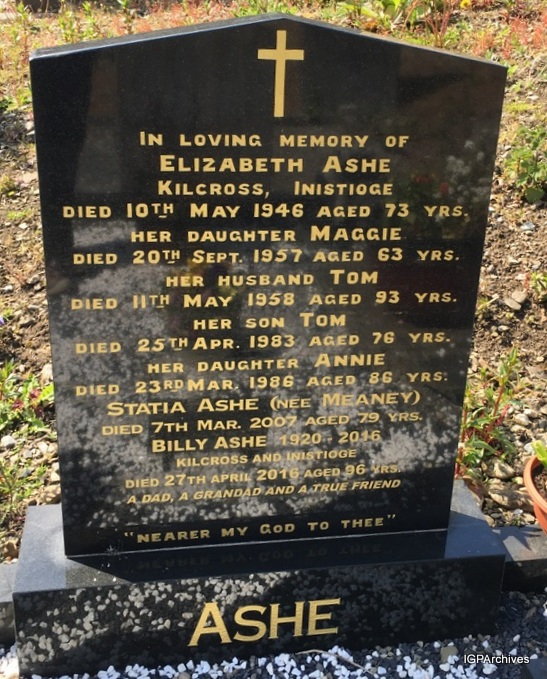 IN LOVING MEMORY OF
ELIZABETH ASHE
KILCROSS, INISTIOGE
DIED 10TH MAY 1946 AGED 73 YRS.
HER DAUGHTER MAGGIE
DIED 20TH SEPT. 1957 AGED 63 YRS.
HER HUSBAND TOM
DIED 11TH MAY 1958 AGED 93 YRS.
HER SON TOM
DIED 25TH APR. 1983 AGED 76 YRS.
HER DAUGHTER ANNIE
DIED 23RD MAR. 1986 AGED 86 YRS.
STATIA ASHE (NEE MEANEY)
DIED 7TH MAR. 2007 AGED 79 YRS.
BILLY ASHE 1920 - 2016
KILCROSS AND INISTIOGE
DIED 27TH APRIL 2016 AGED 96 YRS.
A DAD, A GRANDAD AND A TRUE FRIEND
"NEARER MY GOD TO THEE"
ASHE
IGPArchives